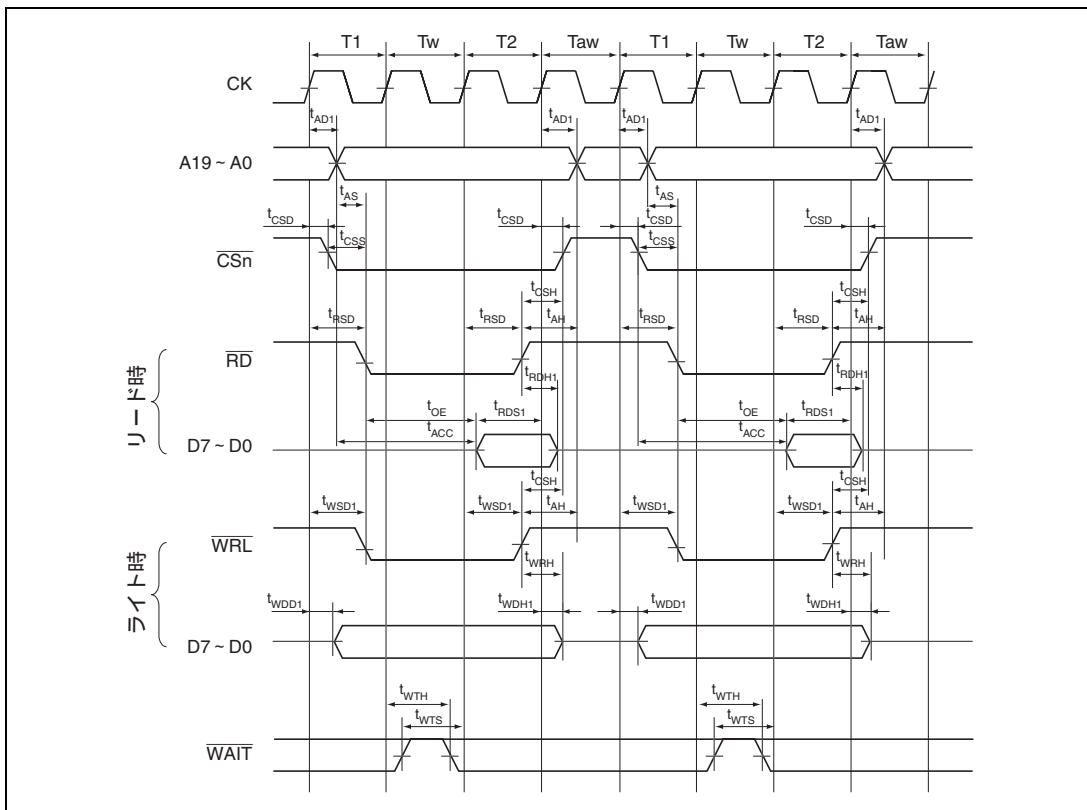 T1 Tw T2 Taw T1 Tw T2 Taw
CK
tAD1 tAD1 tAD1 tAD1
A19 ~ A0
tAS tAS
tCSD tCSD tCSD tCSD
tCSS tCSS
CSn
tCSH tCSH
tRSD tRSD tAH tRSD tRSD tAH
RD
tRDH1 tRDH1
リード時
tOE tRDS1 tOE tRDS1
tACC tACC
D7 ~ D0
tCSH tCSH
tWSD1 tWSD1 tAH tWSD1 tWSD1 tAH
WRL
tWRH tWRH
ライト時
tWDD1 tWDH1 tWDD1 tWDH1
D7 ~ D0
tWTH tWTH
tWTS tWTS
WAIT